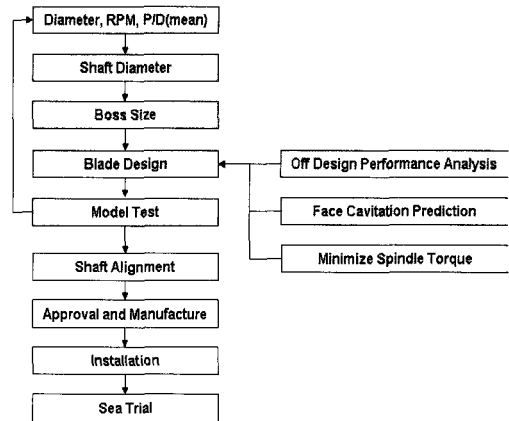 Diameter, RPM, P/D(mean)
Shaft Diameter
Boss Size
Blade Design
Model Test
Shaft Alignment
Approval and Manufacture
Installation
Sea Trial
Off Design Performance Analysis
Face Cavitation Prediction
Minimize Spindle Torque